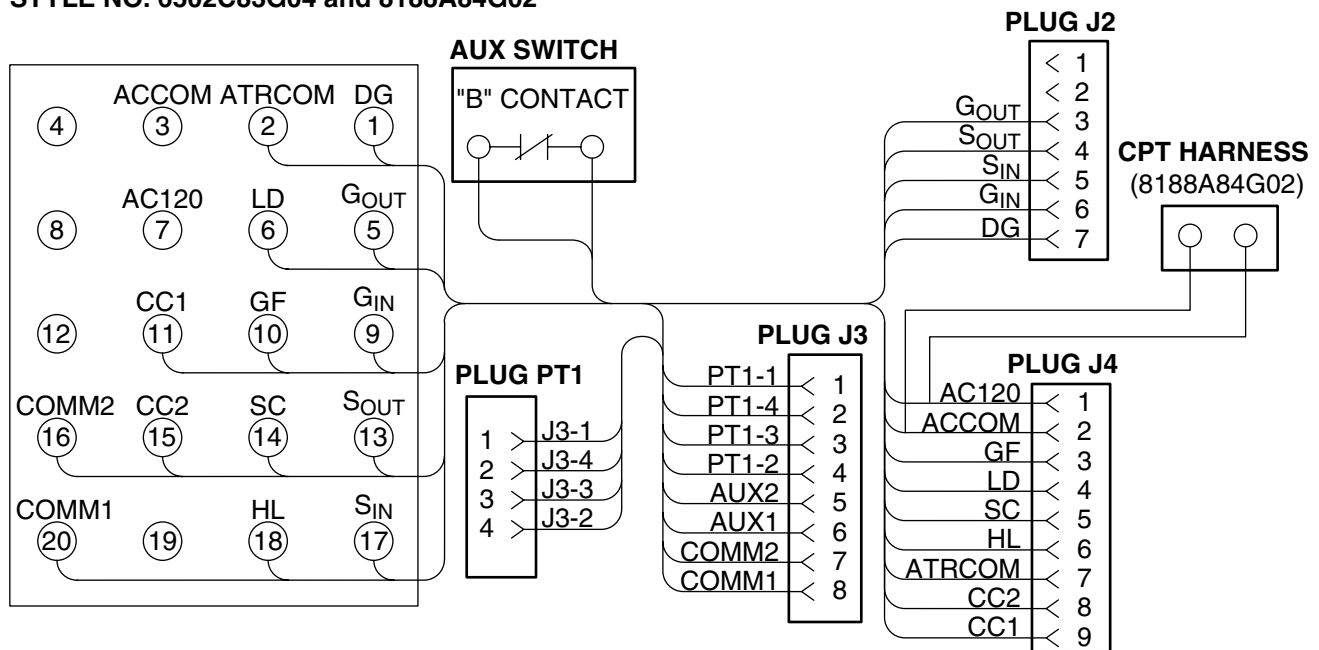 STYLE NO. 6502C83G04 and 8188A84G02
PLUG J2
AUX SWITCH
"B" CONTACT
ACCOM ATRCOM DG
4 3 2 1
AC120 LD GOUT
8 7 6 5
CC1 GF GIN
12 11 10 9
COMM2 CC2 SC SOUT
16 15 14 13
COMM1 HL SIN
20 19 18 17
1
2
GOUT 3
SOUT 4
SIN 5
GIN 6
DG 7
CPT HARNESS
(8188A84G02)
PLUG PT1
1 J3-1
2 J3-4
3 J3-3
4 J3-2
PLUG J3
PT1-1 1
PT1-4 2
PT1-3 3
PT1-2 4
AUX2 5
AUX1 6
COMM2 7
COMM1 8
PLUG J4
AC120 1
ACCOM 2
GF 3
LD 4
SC 5
HL 6
ATRCOM 7
CC2 8
CC1 9